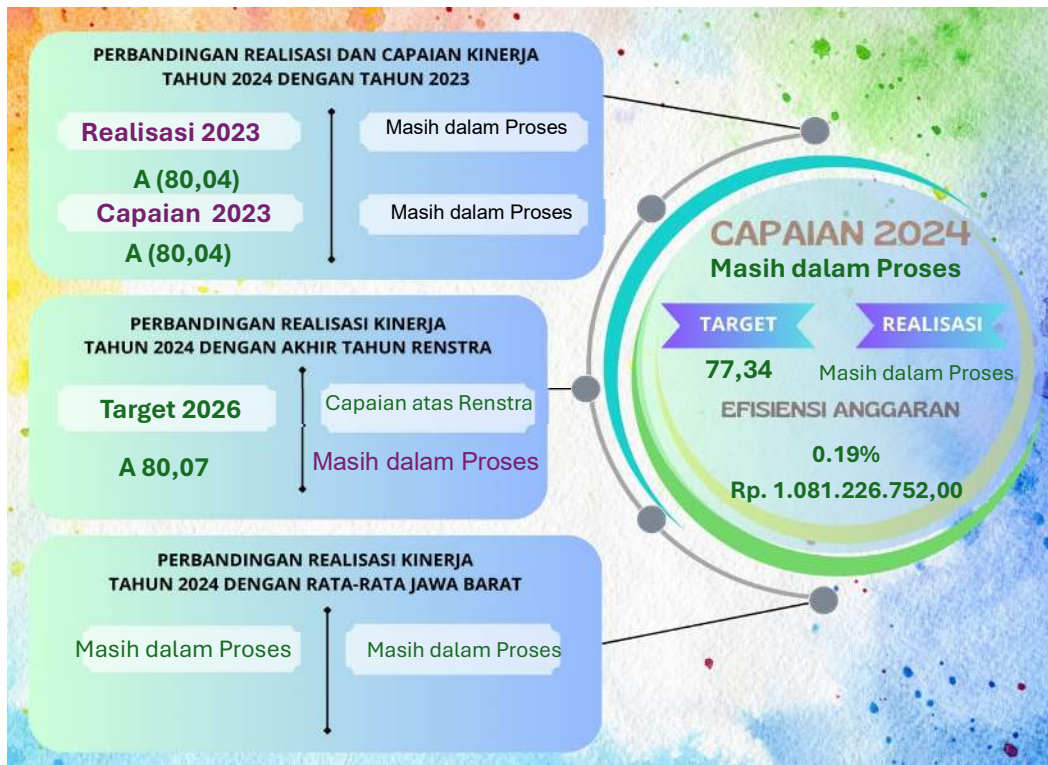 PERBANDINGAN REALISASI DAN CAPAIAN KINERJA
TAHUN 2024 DENGAN TAHUN 2023
Realisasi 2023
Masih dalam Proses
A (80,04)
Capaian 2023
Masih dalam Proses
A (80,04)
PERBANDINGAN REALISASI KINERJA
TAHUN 2024 DENGAN AKHIR TAHUN RENSTRA
Target 2026
Capaian atas Renstra
A 80,07
Masih dalam Proses
PERBANDINGAN REALISASI KINERJA
TAHUN 2024 DENGAN RATA-RATA JAWA BARAT
Masih dalam Proses
Masih dalam Proses
CAPAIAN 2024
Masih dalam Proses
TARGET
REALISASI
77,34
Masih dalam Proses
EFISIENSI ANGGARAN
0.19%
Rp. 1.081.226.752,00